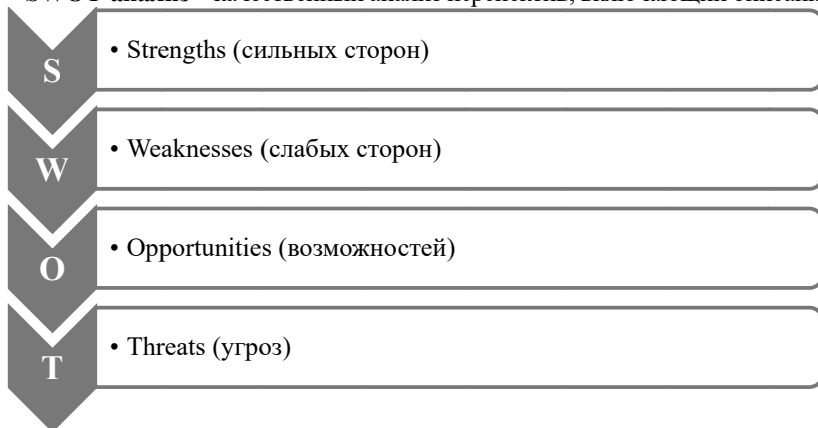 S
• Strengths (сильных сторон)
W
• Weaknesses (слабых сторон)
O
• Opportunities (возможностей)
T
• Threats (угроз)